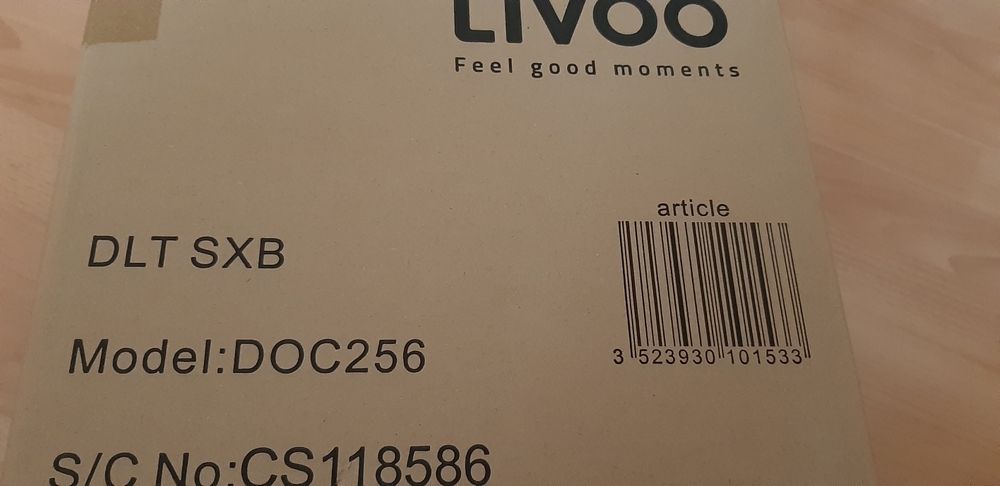 LIVOO
Feel good moments
article
DLT SXB
3 523930 101533
Model:DOC256
S/C No:CS118586